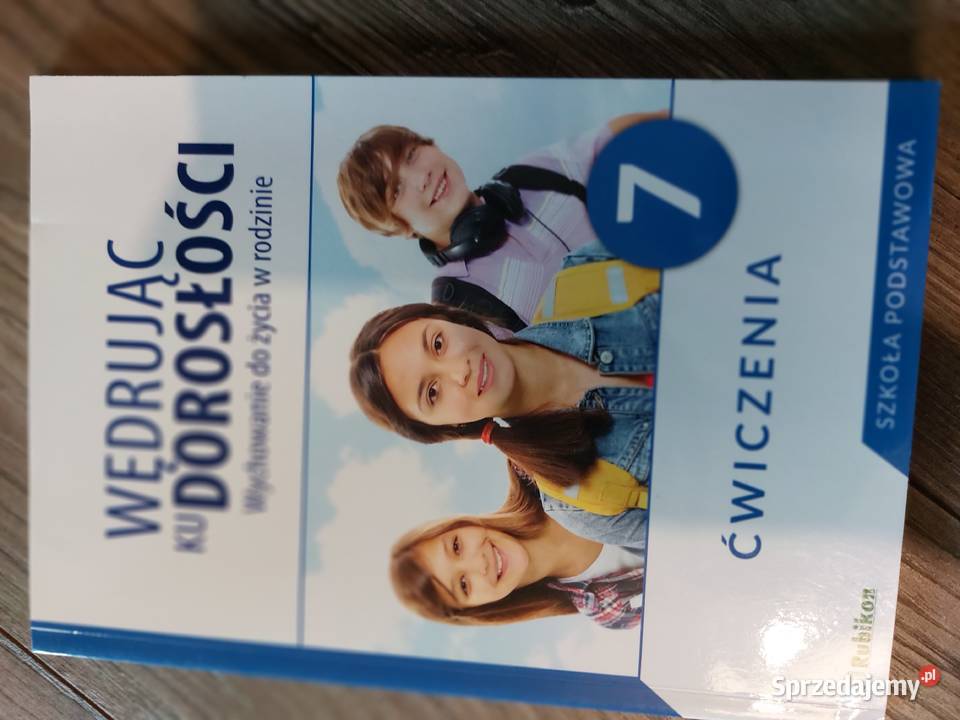 WĘDRUJĄC
KU DOROSŁOŚCI
Wychowanie do życia w rodzinie
7
ĆWICZENIA
SZKOŁA PODSTAWOWA
Rubikon
Sprzedajemy.pl